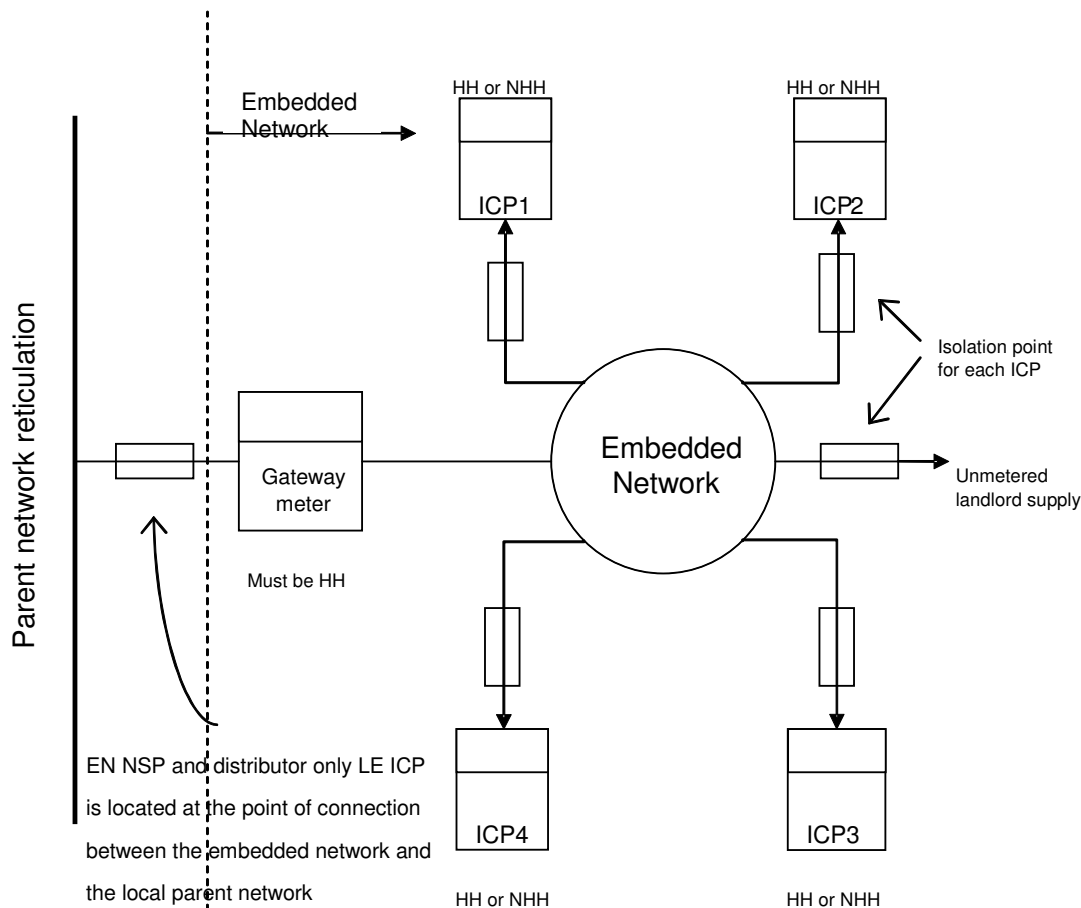 HH or NHH
HH or NHH
Embedded
Network
ICP1
ICP2
Parent network reticulation
Isolation point
for each ICP
Embedded
Network
Gateway
meter
Unmetered
landlord supply
Must be HH
EN NSP and distributor only LE ICP
is located at the point of connection
between the embedded network and
the local parent network
ICP4
ICP3
HH or NHH
HH or NHH